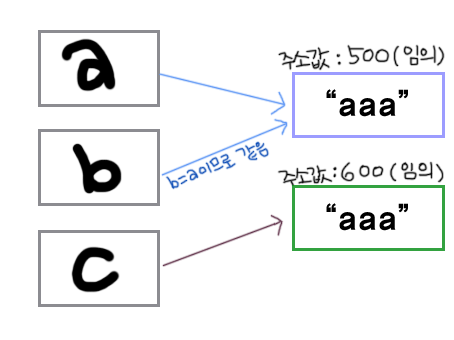 a
주소값 : 500 (임의)
“aaa”
b
b=a이므로 같음
주소값 : 600 (임의)
“aaa”
c